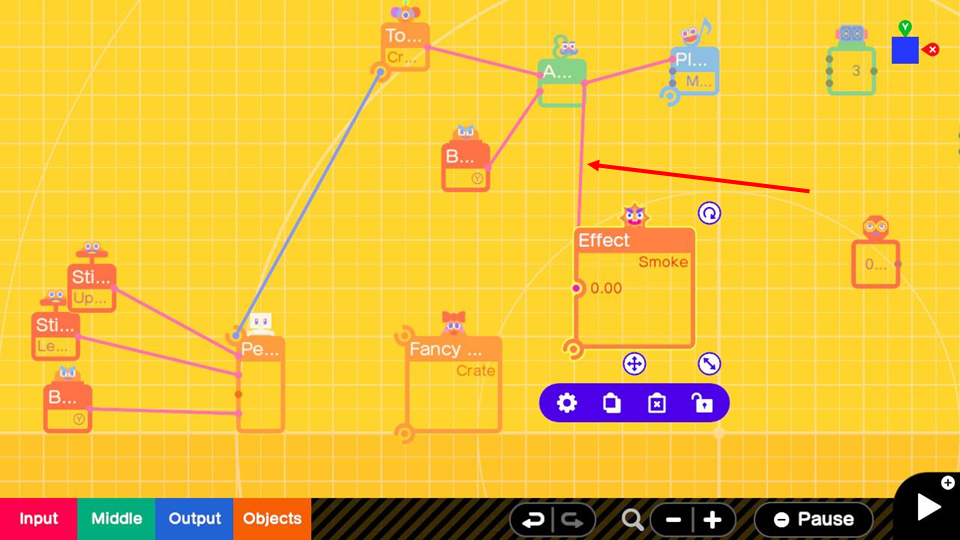 To...
Cr...
A...
Pl...
M...
3
Y
X
B...
Y
Effect
Smoke
0.00
0...
Sti...
Up...
Sti...
Le...
B...
Y
Pe...
Fancy ...
Crate
Input
Middle
Output
Objects
Pause